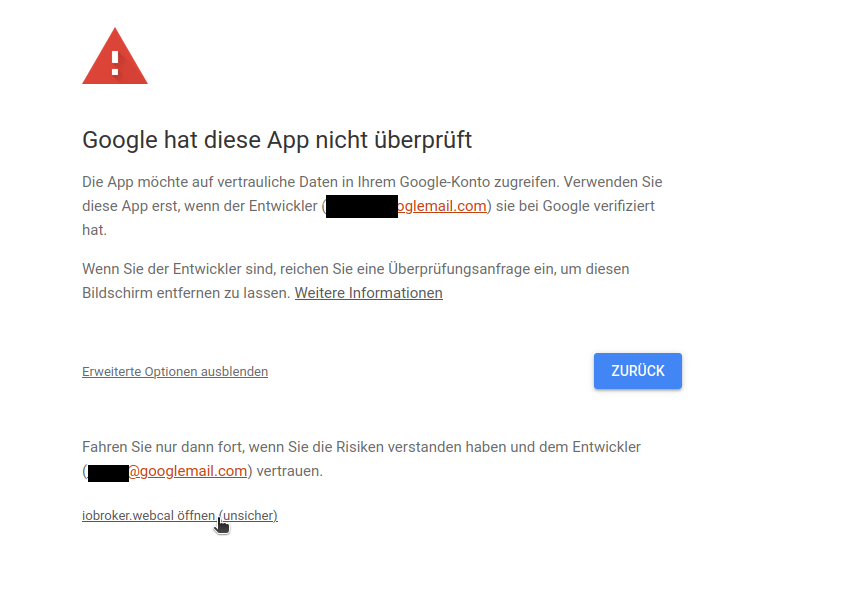 Google hat diese App nicht überprüft
Die App möchte auf vertrauliche Daten in Ihrem Google-Konto zugreifen. Verwenden Sie
diese App erst, wenn der Entwickler (oglemail.com) sie bei Google verifiziert
hat.
Wenn Sie der Entwickler sind, reichen Sie eine Überprüfungsanfrage ein, um diesen
Bildschirm entfernen zu lassen. Weitere Informationen
Erweiterte Optionen ausblenden
ZURÜCK
Fahren Sie nur dann fort, wenn Sie die Risiken verstanden haben und dem Entwickler
(@googlemail.com) vertrauen.
iobroker.webcal öffnen (unsicher)